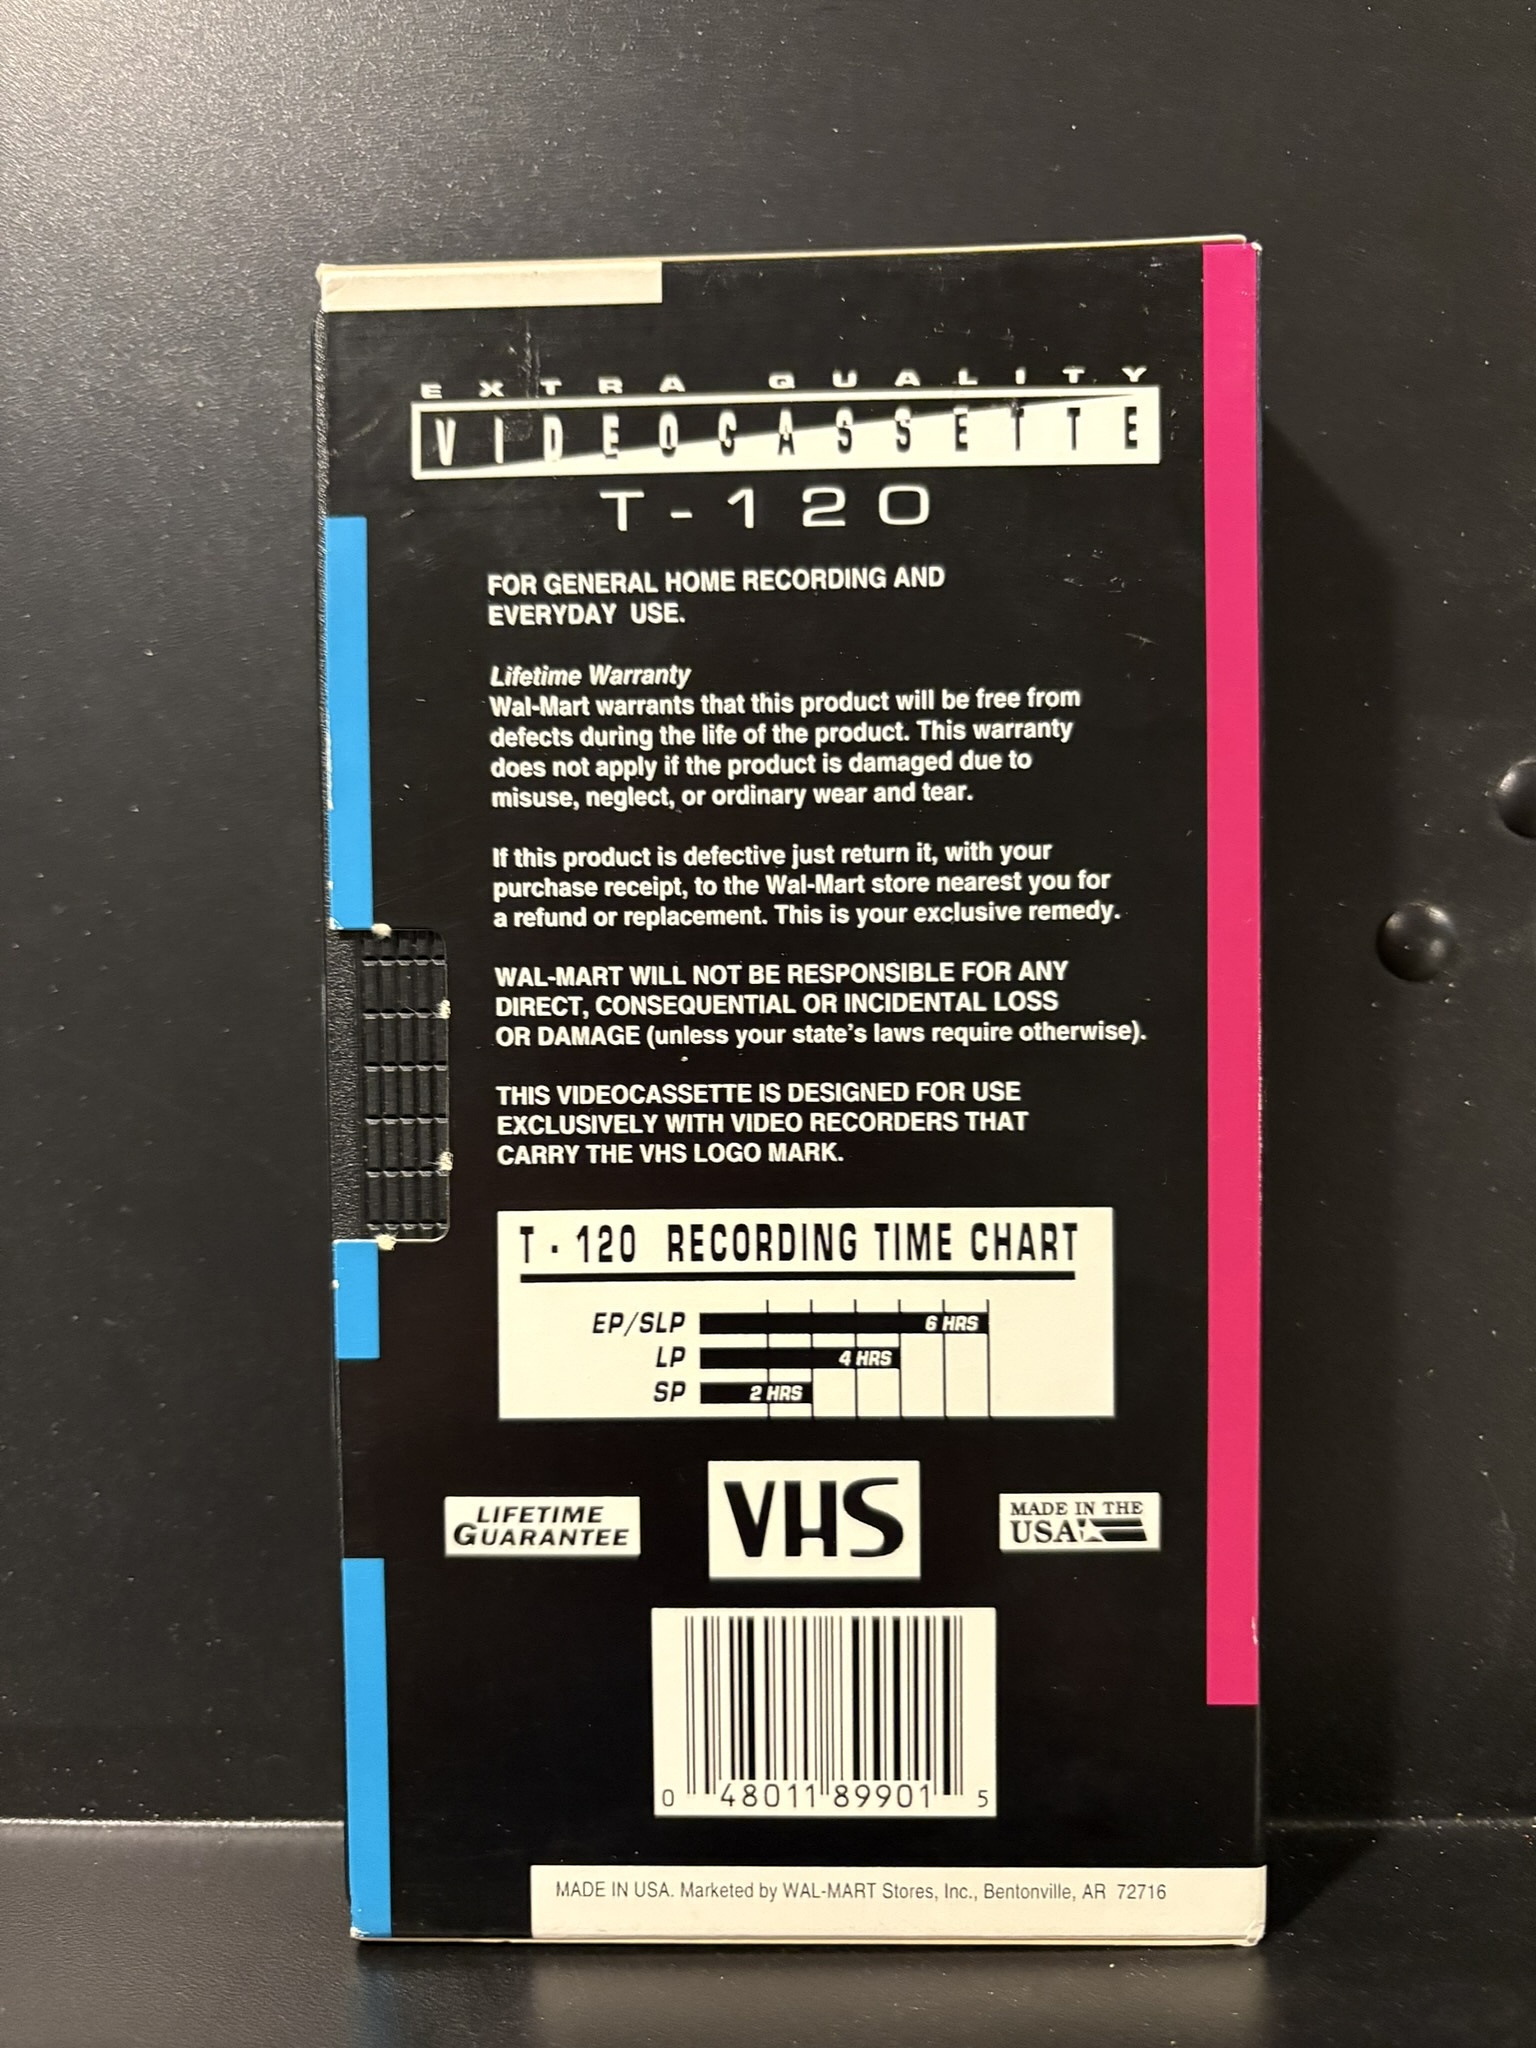 EXTRA QUALITY
VIDEOCASSETTE
T-120
FOR GENERAL HOME RECORDING AND
EVERYDAY USE.
Lifetime Warranty
Wal-Mart warrants that this product will be free from
defects during the life of the product. This warranty
does not apply if the product is damaged due to
misuse, neglect, or ordinary wear and tear.
If this product is defective just return it, with your
purchase receipt, to the Wal-Mart store nearest you for
a refund or replacement. This is your exclusive remedy.
WAL-MART WILL NOT BE RESPONSIBLE FOR ANY
DIRECT, CONSEQUENTIAL OR INCIDENTAL LOSS
OR DAMAGE (unless your state's laws require otherwise).
THIS VIDEOCASSETTE IS DESIGNED FOR USE
EXCLUSIVELY WITH VIDEO RECORDERS THAT
CARRY THE VHS LOGO MARK.
T-120 RECORDING TIME CHART
EP/SLP 6 HRS
LP 4 HRS
SP 2 HRS
LIFETIME
GUARANTEE
VHS
MADE IN THE
USA
0 48011 89901 5
MADE IN USA. Marketed by WAL-MART Stores, Inc., Bentonville, AR 72716